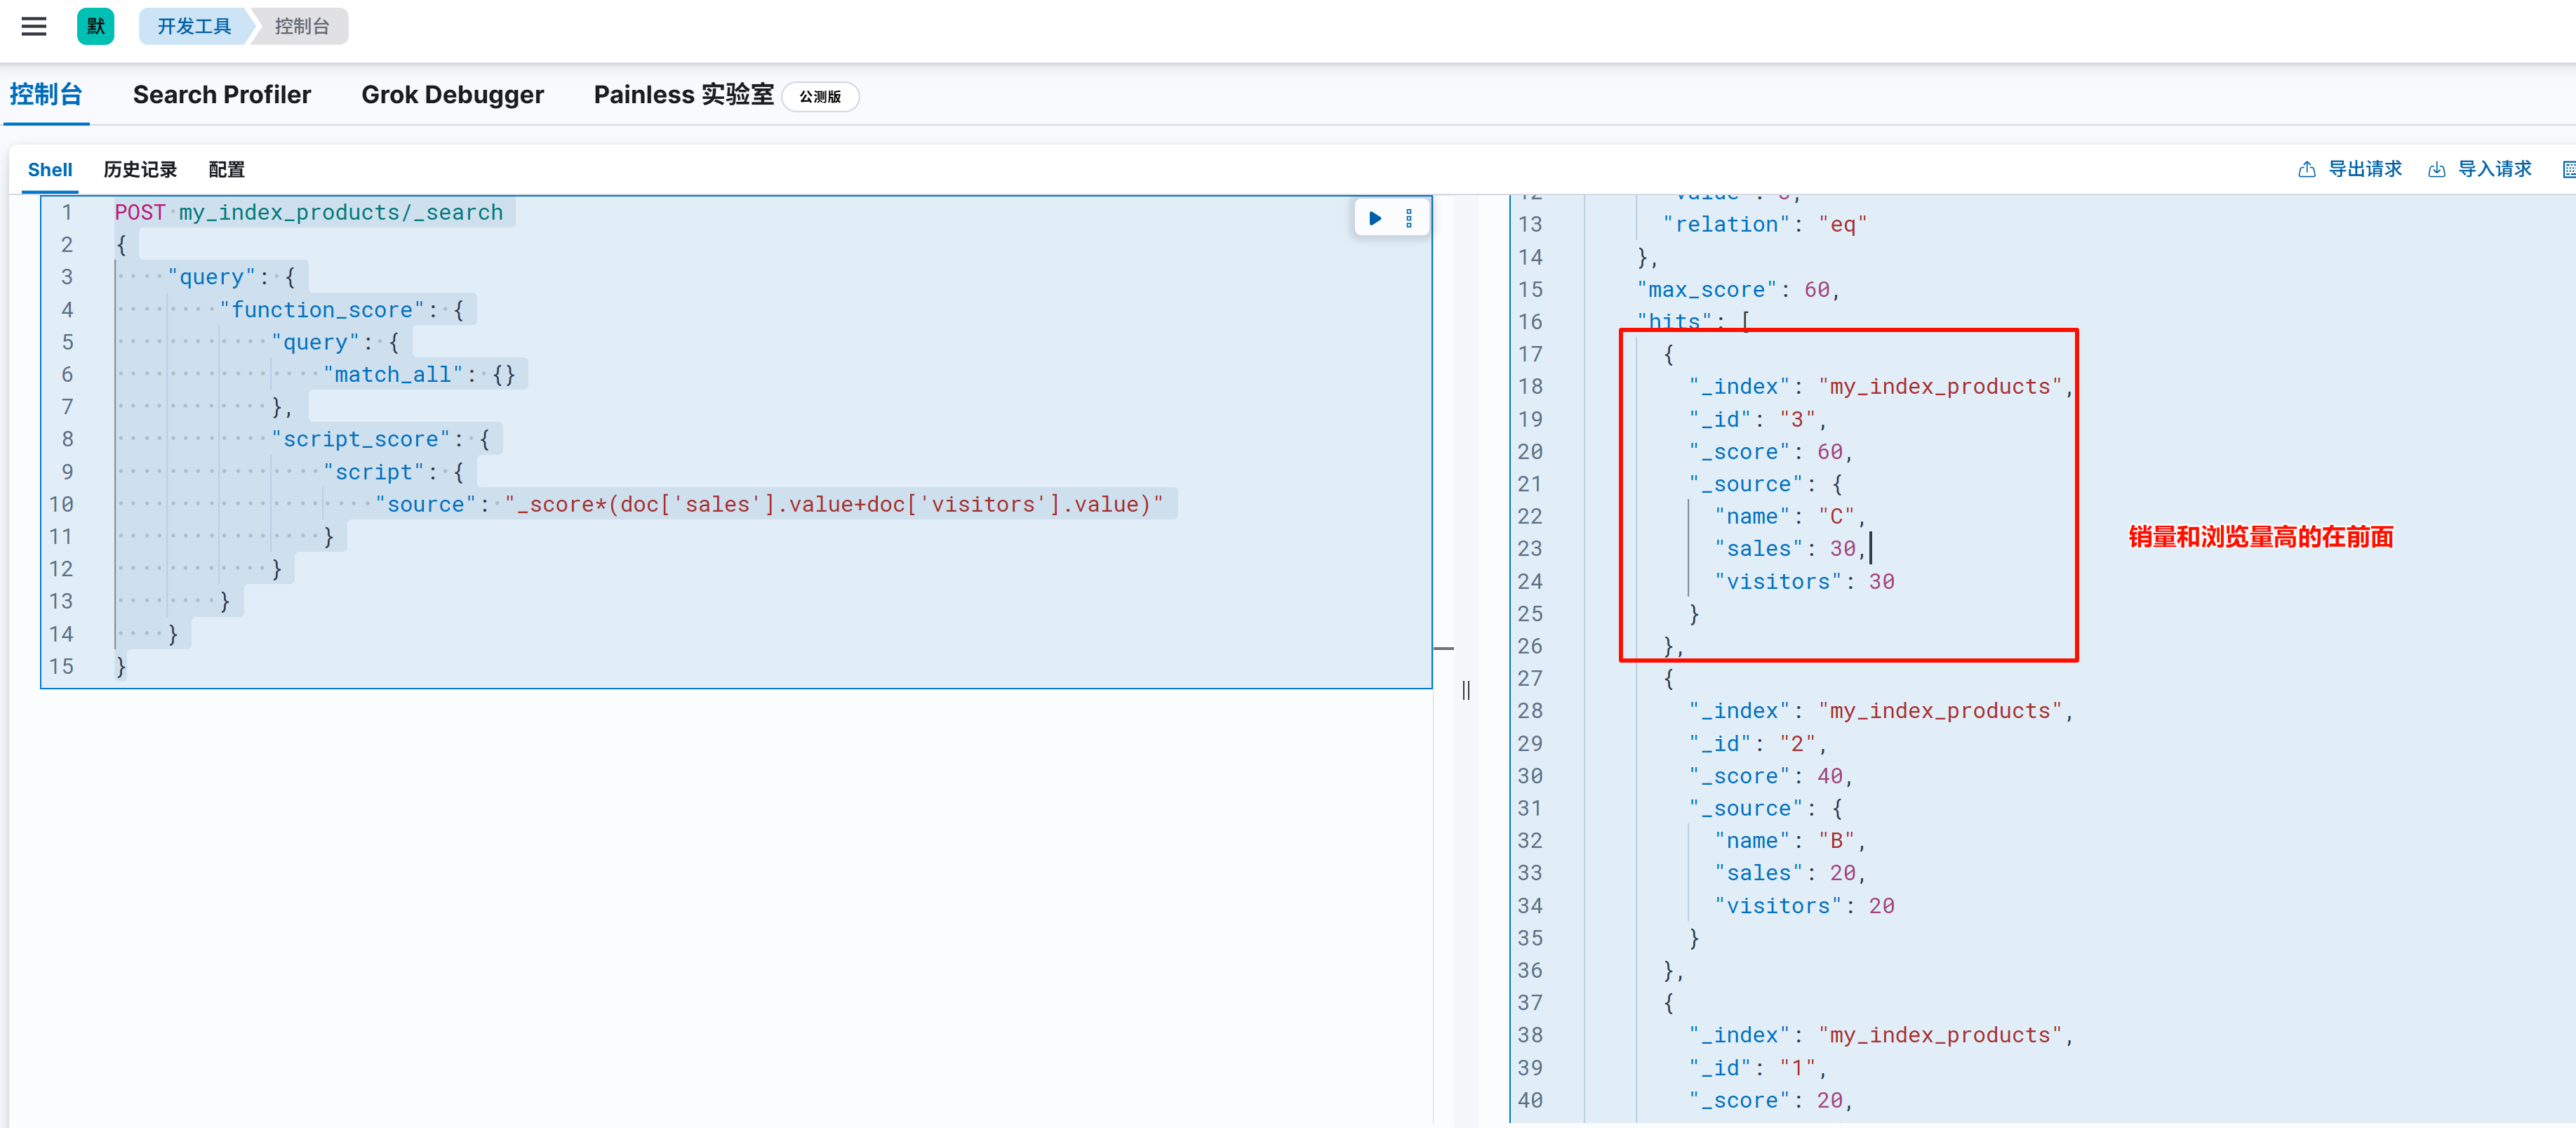 默 开发工具 控制台
控制台 Search Profiler Grok Debugger Painless 实验室 公测版
Shell 历史记录 配置 导出请求 导入请求
1 POST my_index_products/_search
2 {
3 "query": {
4 "function_score": {
5 "query": {
6 "match_all": {}
7 },
8 "script_score": {
9 "script": {
10 "source": "_score*(doc['sales'].value+doc['visitors'].value)"
11 }
12 }
13 }
14 }
15 }
13 "relation": "eq"
14 },
15 "max_score": 60,
16 "hits": [
17 {
18 "_index": "my_index_products",
19 "_id": "3",
20 "_score": 60,
21 "_source": {
22 "name": "C",
23 "sales": 30,
24 "visitors": 30
25 }
26 },
27 {
28 "_index": "my_index_products",
29 "_id": "2",
30 "_score": 40,
31 "_source": {
32 "name": "B",
33 "sales": 20,
34 "visitors": 20
35 }
36 },
37 {
38 "_index": "my_index_products",
39 "_id": "1",
40 "_score": 20,
销量和浏览量高的在前面